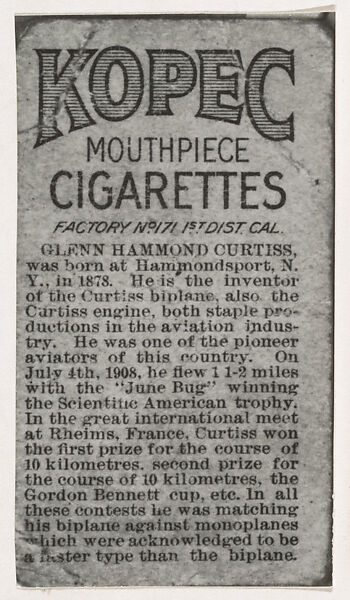 KOPEC
MOUTHPIECE
CIGARETTES
FACTORY No 171 1ST DIST. CAL.
GLENN HAMMOND CURTISS,
was born at Hammondsport, N.
Y., in 1878. He is the inventor
of the Curtiss biplane, also the
Curtiss engine, both staple pro-
ductions in the aviation indus-
try. He was one of the pioneer
aviators of this country. On
July 4th, 1908, he flew 1 1-2 miles
with the "June Bug" winning
the Scientific American trophy.
In the great international meet
at Rheims, France, Curtiss won
the first prize for the course of
10 kilometres, second prize for
the course of 10 kilometres, the
Gordon Bennett cup, etc. In all
these contests he was matching
his biplane against monoplanes
which were acknowledged to be
a faster type than the biplane.